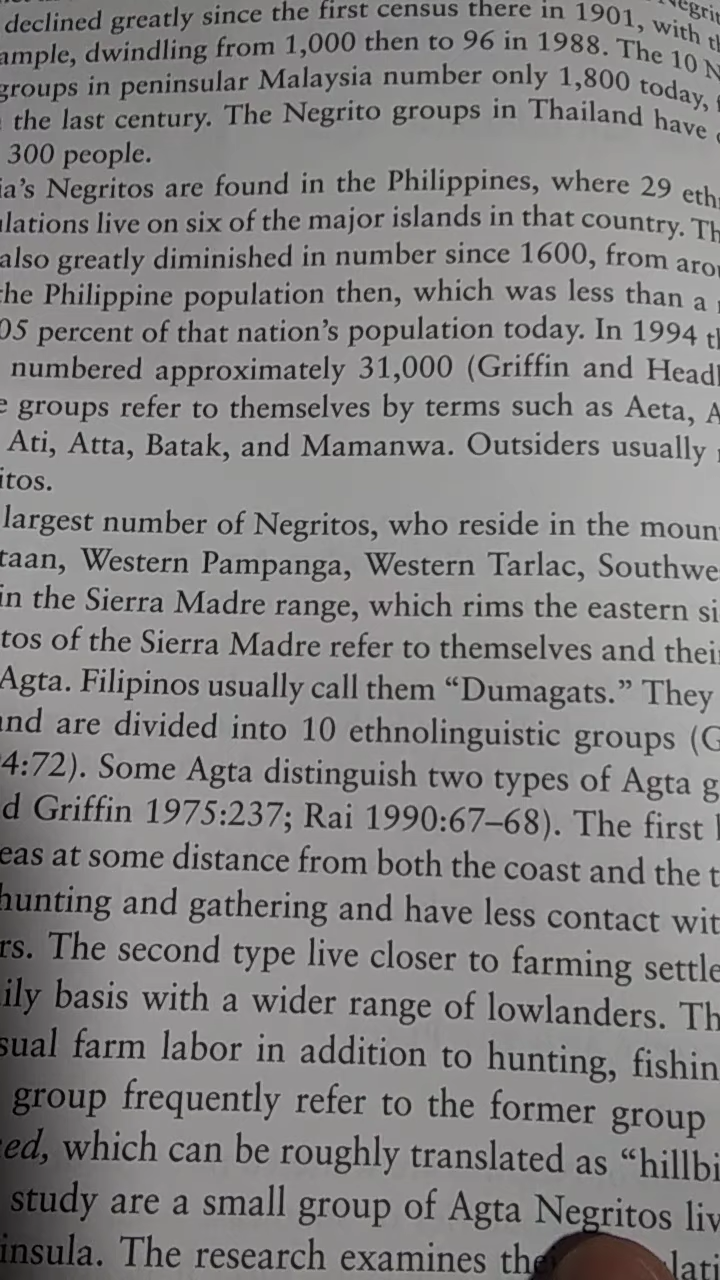 declined greatly since the first census there in 1901, with
ample, dwindling from 1,000 then to 96 in 1988. The 10 N
groups in peninsular Malaysia number only 1,800 today,
the last century. The Negrito groups in Thailand have
300 people.
ia's Negritos are found in the Philippines, where 29 eth
lations live on six of the major islands in that country. Th
also greatly diminished in number since 1600, from arou
the Philippine population then, which was less than a
05 percent of that nation's population today. In 1994 t
numbered approximately 31,000 (Griffin and Headl
e groups refer to themselves by terms such as Aeta, A
Ati, Atta, Batak, and Mamanwa. Outsiders usually
itos.
largest number of Negritos, who reside in the moun
taan, Western Pampanga, Western Tarlac, Southwe
in the Sierra Madre range, which rims the eastern si
tos of the Sierra Madre refer to themselves and thei
Agta. Filipinos usually call them “Dumagats.” They
and are divided into 10 ethnolinguistic groups (G
4:72). Some Agta distinguish two types of Agta g
d Griffin 1975:237; Rai 1990:67–68). The first
eas at some distance from both the coast and the t
hunting and gathering and have less contact wit
rs. The second type live closer to farming settle
ily basis with a wider range of lowlanders. Th
sual farm labor in addition to hunting, fishin
group frequently refer to the former group
ed, which can be roughly translated as “hillbi
study are a small group of Agta Negritos liv
insula. The research examines the lati